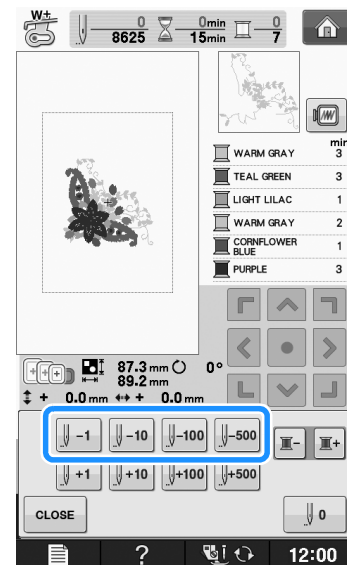 W+ 0 0min 0
8625 15min 7
min
WARM GRAY 3
TEAL GREEN 3
LIGHT LILAC 1
WARM GRAY 2
CORNFLOWER
BLUE 1
PURPLE 3
87.3 mm 0°
89.2 mm
+ 0.0 mm + 0.0 mm
-1 -10 -100 -500 - +
+1 +10 +100 +500
CLOSE 0
? 12:00